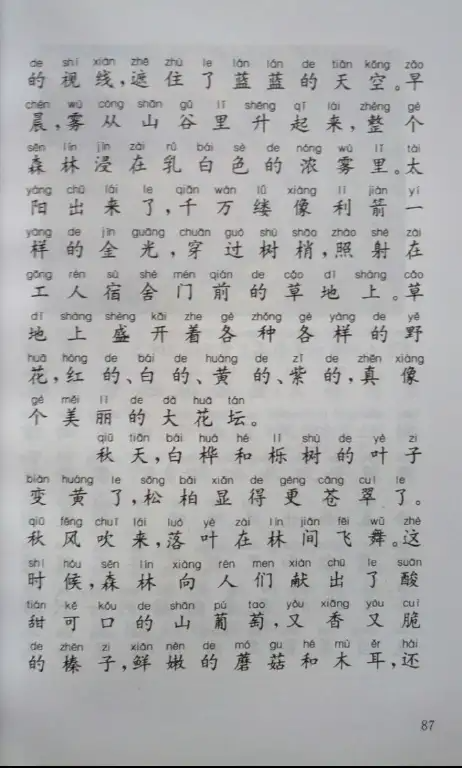 de shì xiàn zhē zhù le lán lán de tiān kōng zǎo
的视线,遮住了蓝蓝的天空。早
chén wù cóng shān gǔ lǐ shēng qǐ lái zhěng gè
晨,雾从山谷里升起来,整个
sēn lín jìn zài rǔ bái sè de nóng wù lǐ tài
森林浸在乳白色的浓雾里。太
yáng chū lái le qiān wàn lǚ xiàng lì jiàn yí
阳出来了,千万缕像利箭一
yàng de jīn guāng chuān guò shù shāo zhào shè zài
样的金光,穿过树梢,照射在
gōng rén sù shè mén qián de cǎo dì shàng cǎo
工人宿舍门前的草地上。草
dì shàng shèng kāi zhe gè zhǒng gè yàng de yě
地上盛开着各种各样的野
huā hóng de bái de huáng de zǐ de zhēn xiàng
花,红的、白的、黄的、紫的,真像
gè měi lì de dà huā tán
个美丽的大花坛。
qiū tiān bái huà hé lì shù de yè zi
秋天,白桦和栎树的叶子
biàn huáng le sōng bǎi xiǎn de gèng cāng cuì le
变黄了,松柏显得更苍翠了。
qiū fēng chuī lái luò yè zài lín jiān fēi wǔ zhè
秋风吹来,落叶在林间飞舞。这
shí hou sēn lín xiàng rén men xiàn chū le suān
时候,森林向人们献出了酸
tián kě kǒu de shān pú tao yòu xiāng yòu cuì
甜可口的山葡萄,又香又脆
de zhēn zi xiān nèn de mó gu hé mù ěr hái
的榛子,鲜嫩的蘑菇和木耳,还
87